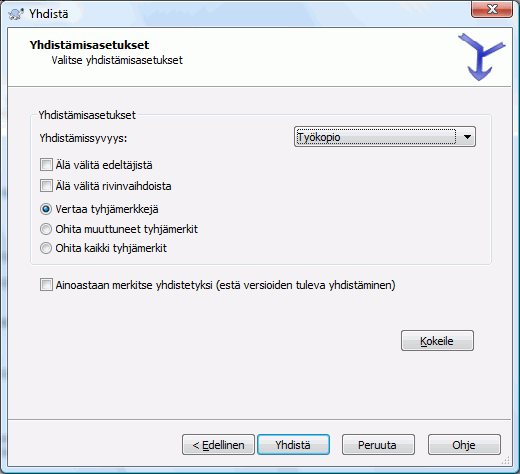 Yhdistä
Yhdistämisasetukset
Valitse yhdistämisasetukset
Yhdistämisasetukset
Yhdistämissyvyys:
Työkopio
Älä välitä edeltäjistä
Älä välitä rivinvaihdoista
Vertaa tyhjämerkkejä
Ohita muuttuneet tyhjämerkit
Ohita kaikki tyhjämerkit
Ainoastaan merkitse yhdistetyksi (estä versioiden tuleva yhdistäminen)
Kokeile
< Edellinen
Yhdistä
Peruuta
Ohje